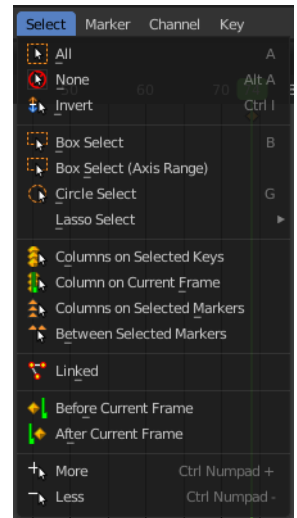 Select Marker Channel Key
All A
None Alt A
60 70
Invert Ctrl I
Box Select B
Box Select (Axis Range)
Circle Select G
Lasso Select
Columns on Selected Keys
Column on Current Frame
Columns on Selected Markers
Between Selected Markers
Linked
Before Current Frame
After Current Frame
More Ctrl Numpad +
Less Ctrl Numpad -